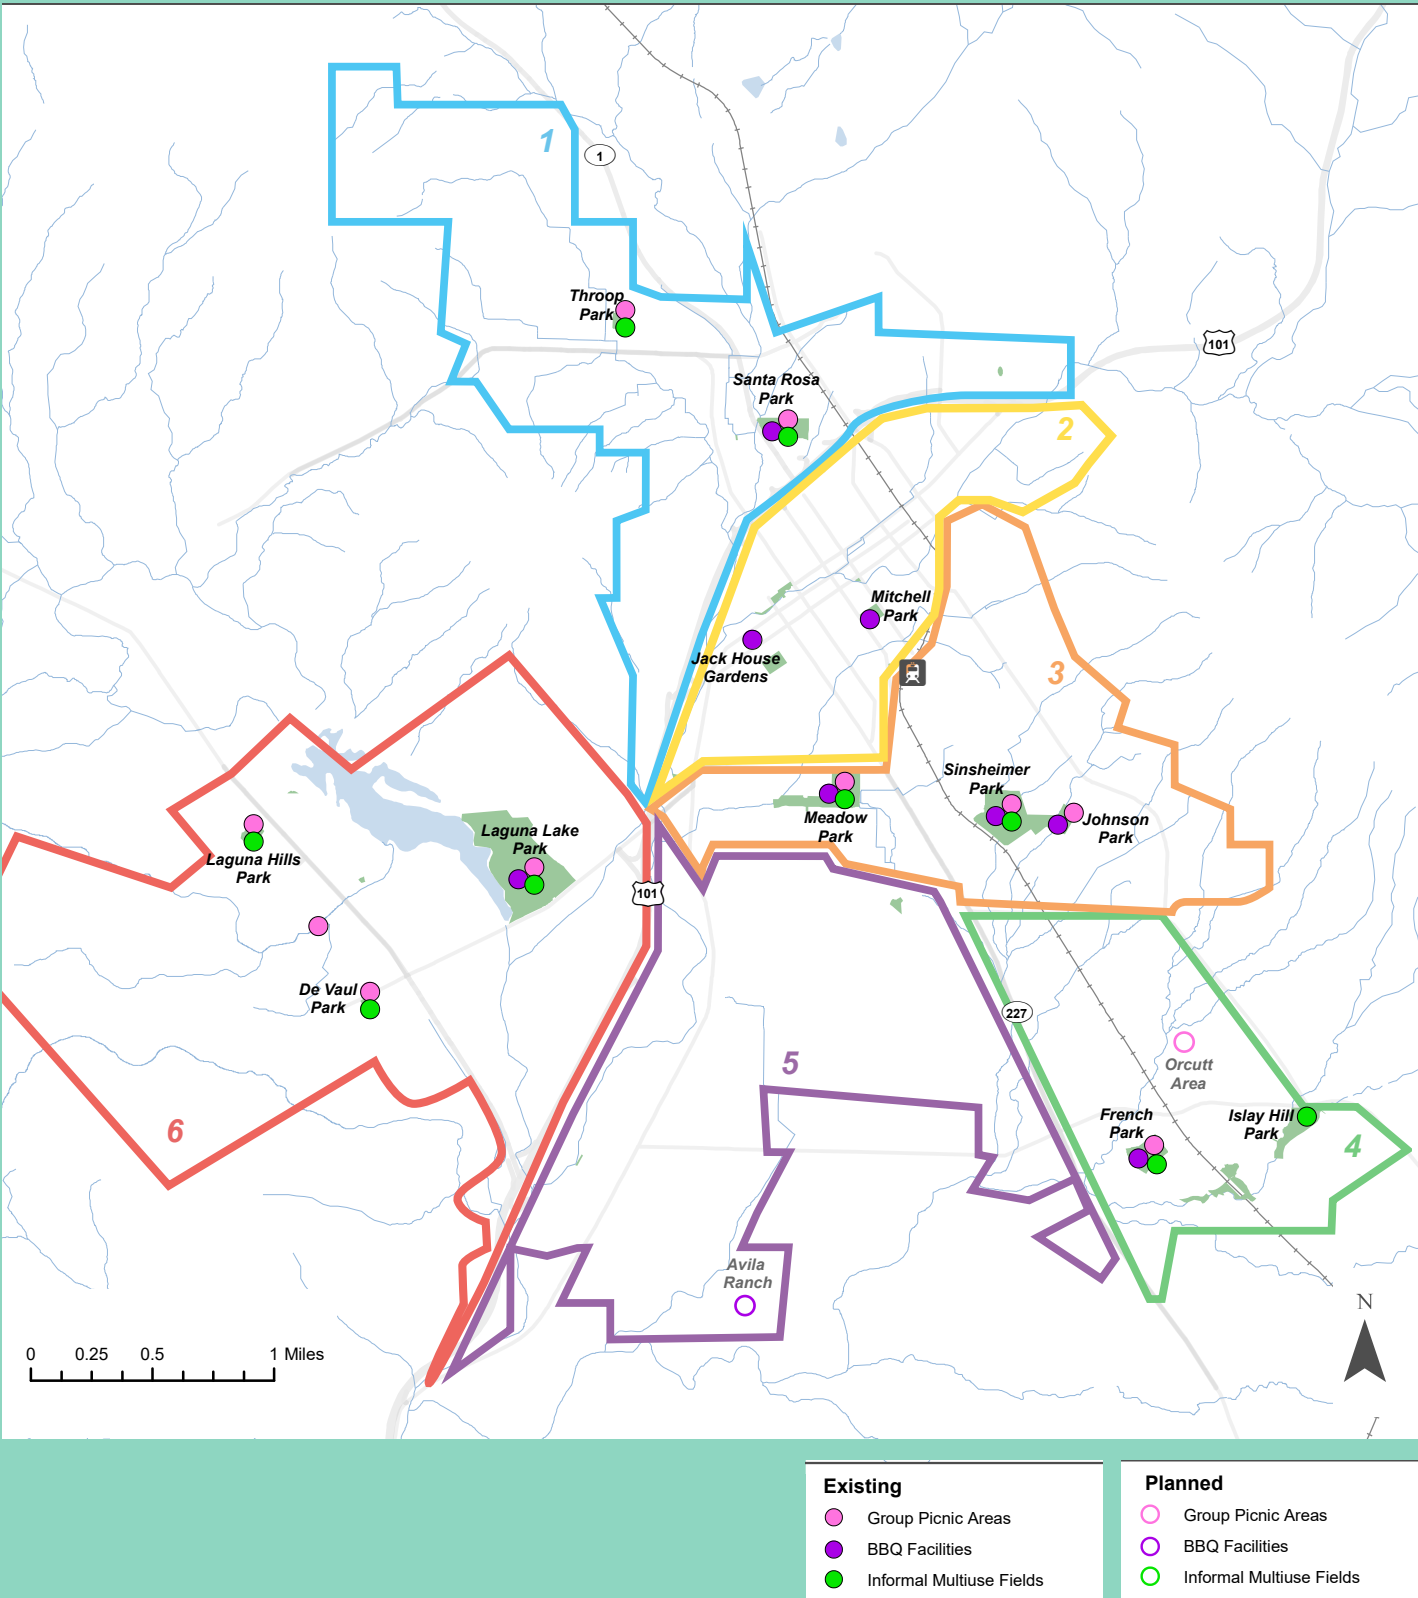 1
1
Throop
Park
Santa Rosa
Park
101
2
Mitchell
Park
Jack House
Gardens
3
Sinsheimer
Park
Johnson
Park
Meadow
Park
Laguna Lake
Park
Laguna Hills
Park
101
De Vaul
Park
227
Orcutt
Area
5
French
Park
Islay Hill
Park
4
6
Avila
Ranch
N
0 0.25 0.5 1 Miles
Existing
Group Picnic Areas
BBQ Facilities
Informal Multiuse Fields
Planned
Group Picnic Areas
BBQ Facilities
Informal Multiuse Fields